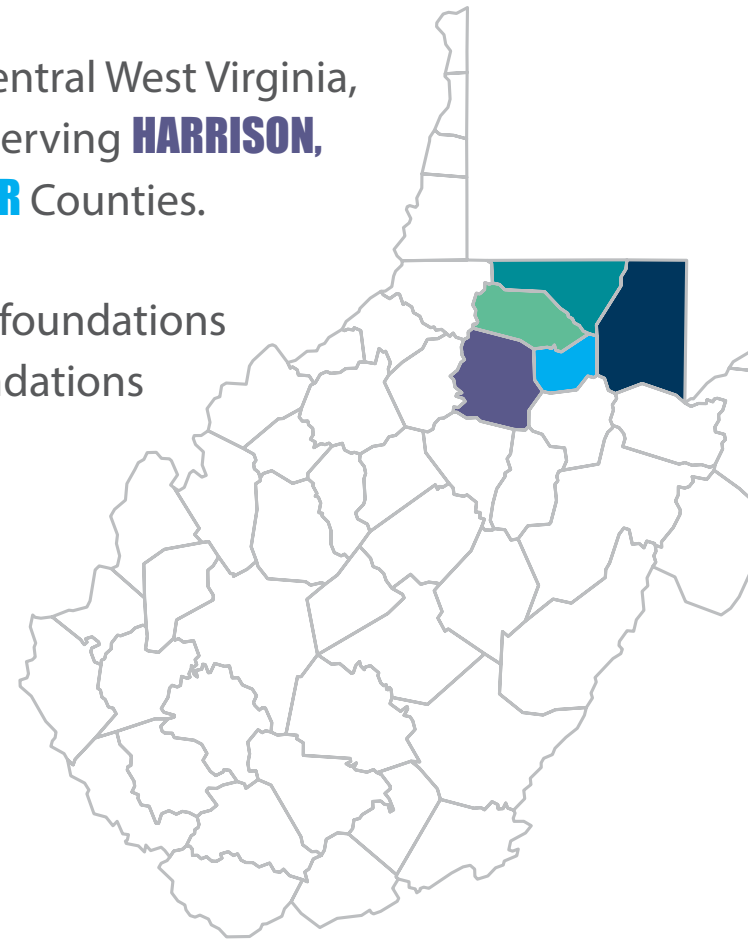 entral West Virginia,
erving HARRISON,
R Counties.
foundations
dations